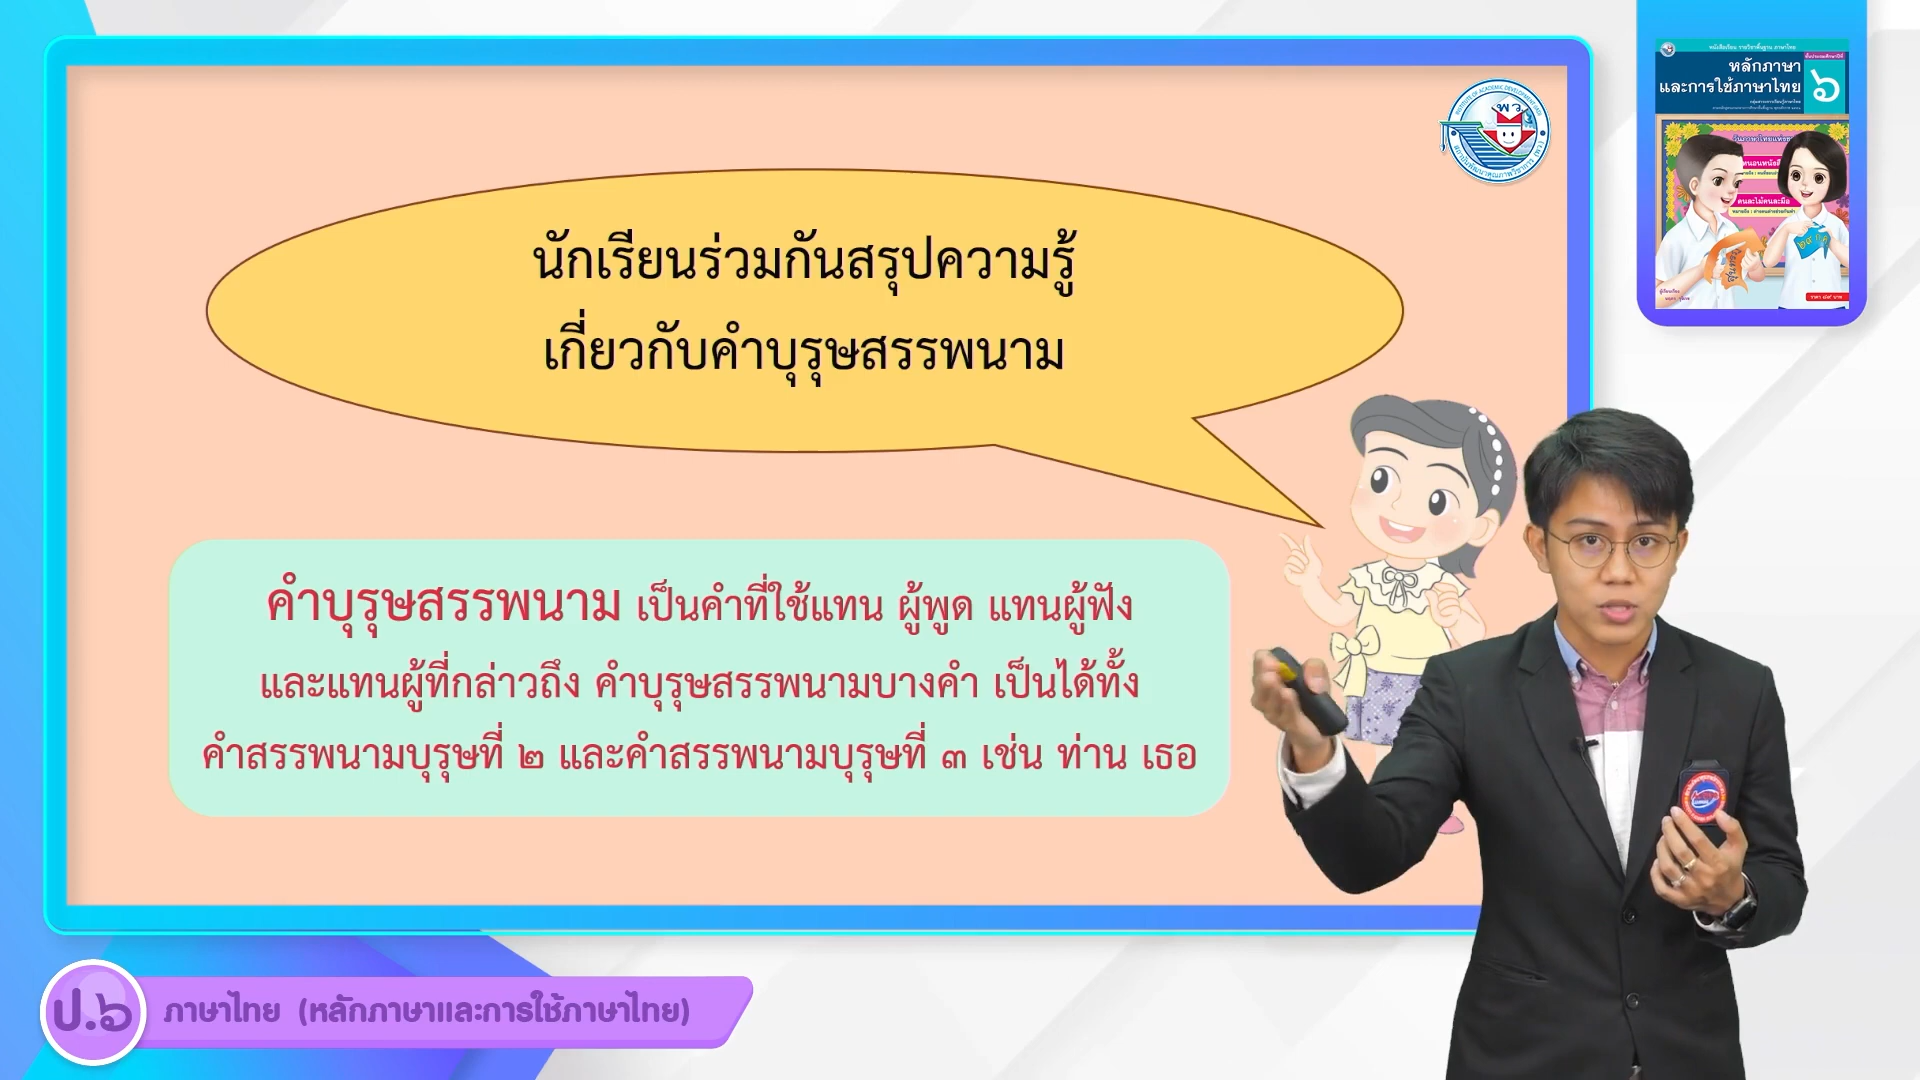 นักเรียนร่วมกันสรุปความรู้
เกี่ยวกับคำบุรุษสรรพนาม
คำบุรุษสรรพนาม เป็นคำที่ใช้แทน ผู้พูด แทนผู้ฟัง
และแทนผู้ที่กล่าวถึง คำบุรุษสรรพนามบางคำ เป็นได้ทั้ง
คำสรรพนามบุรุษที่ ๒ และคำสรรพนามบุรุษที่ ๓ เช่น ท่าน เธอ
พว
หลักภาษา
และการใช้ภาษาไทย
๖
ป.๖
ภาษาไทย (หลักภาษาและการใช้ภาษาไทย)